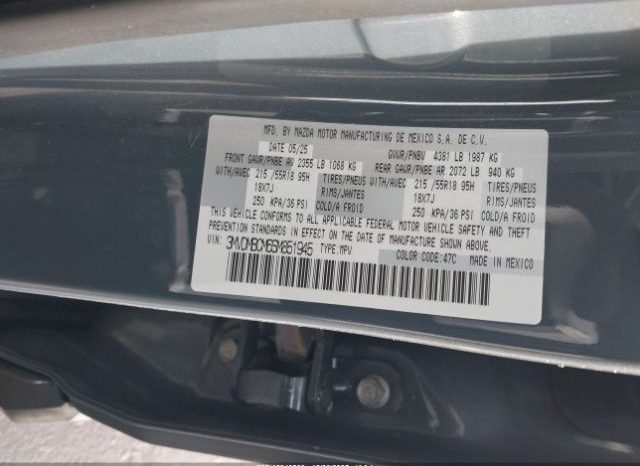 MFD. BY MAZDA MOTOR MANUFACTURING DE MEXICO S.A. DE C.V.
DATE 05/25 GVWR/PNBV 4381 LB 1987 KG
FRONT GAWR/PNBE AV 2355 LB 1068 KG REAR GAWR/PNBE AR 2072 LB 940 KG
WITH/AVEC 215/55R18 95H TIRES/PNEUS WITH/AVEC 215/55R18 95H TIRES/PNEUS
18X7J RIMS/JANTES 18X7J RIMS/JANTES
250 KPA/36 PSI COLD/A FROID 250 KPA/36 PSI COLD/A FROID
THIS VEHICLE CONFORMS TO ALL APPLICABLE FEDERAL MOTOR VEHICLE SAFETY AND THEFT
PREVENTION STANDARDS IN EFFECT ON THE DATE OF MANUFACTURE SHOWN ABOVE.
VIN: TYPE:MPV COLOR CODE:47C MADE IN MEXICO